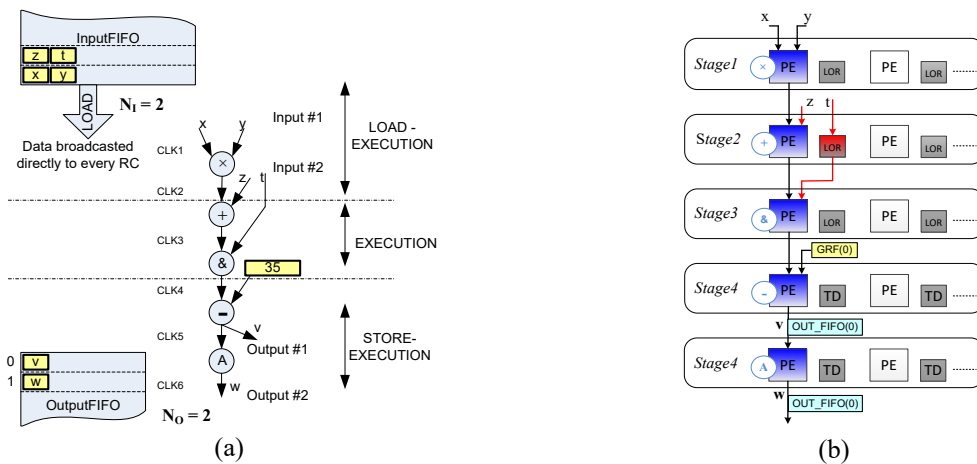 InputFIFO
z t
x y
LOAD
N_I = 2
Data broadcasted
directly to every RC
x y
Input #1
CLK1
×
LOAD -
EXECUTION
CLK2
z t
Input #2
+
CLK3
EXECUTION
&
35
CLK4
-
v
Output #1
CLK5
STORE-
EXECUTION
A
CLK6
w
Output #2
0 v
1 w
OutputFIFO
N_O = 2
(a)
x y
Stage1 × PE LOR PE LOR ........
z t
Stage2 + PE LOR PE LOR ........
Stage3 & PE LOR PE LOR ........
GRF(0)
Stage4 - PE TD PE TD ........
v OUT_FIFO(0)
Stage4 A PE TD PE TD ........
w OUT_FIFO(0)
(b)